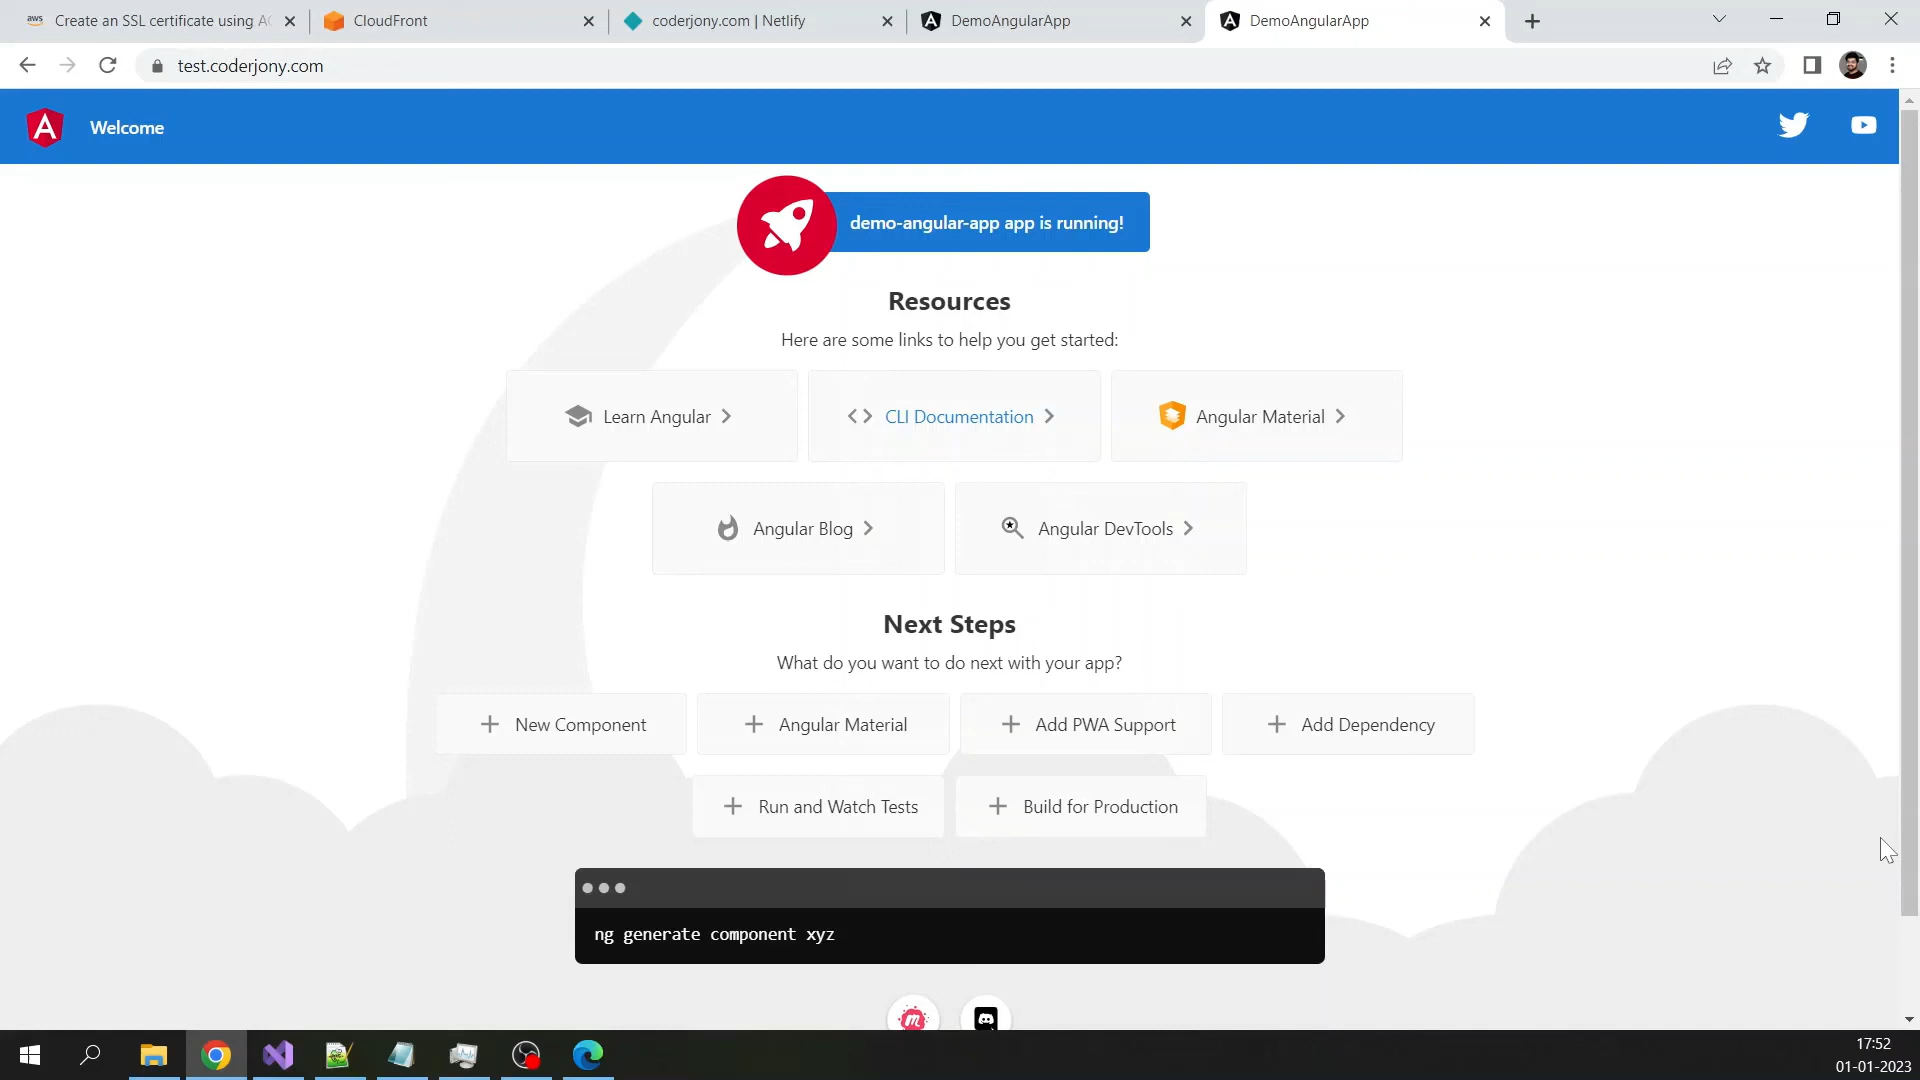 aws Create an SSL certificate using AC
CloudFront
coderjony.com | Netlify
DemoAngularApp
DemoAngularApp
test.coderjony.com
A Welcome
demo-angular-app app is running!
Resources
Here are some links to help you get started:
Learn Angular
CLI Documentation
Angular Material
Angular Blog
Angular DevTools
Next Steps
What do you want to do next with your app?
New Component
Angular Material
Add PWA Support
Add Dependency
Run and Watch Tests
Build for Production
ng generate component xyz
m
17:52
01-01-2023